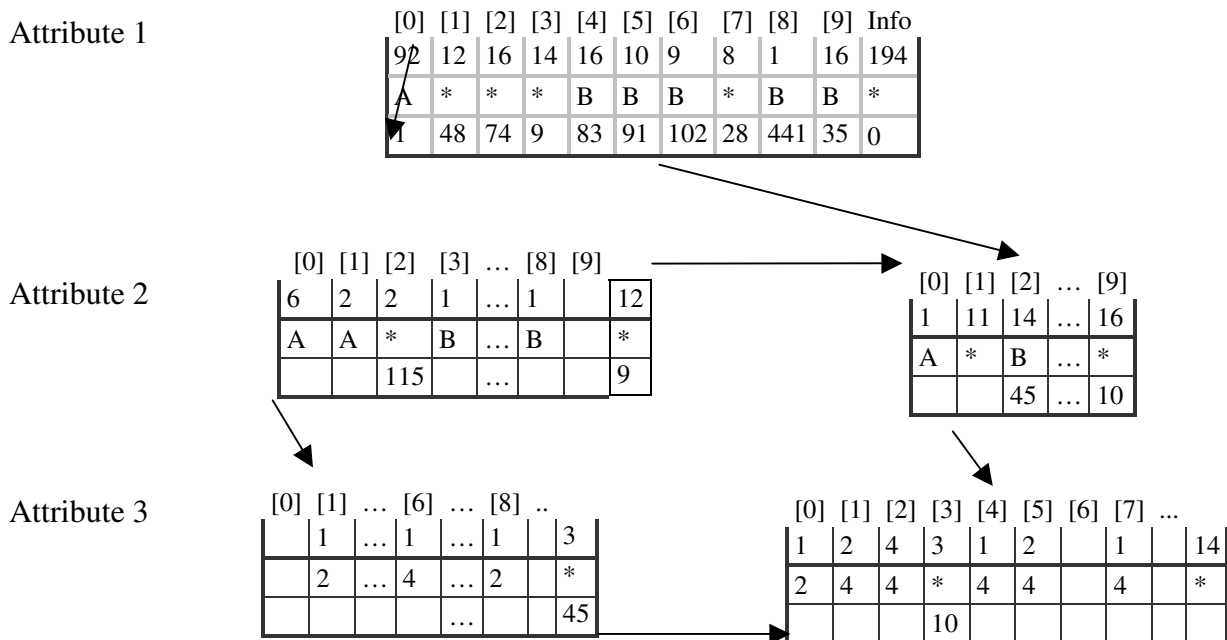 [0] [1] [2] [3] [4] [5] [6] [7] [8] [9] Info
Attribute 1
92 12 16 14 16 10 9 8 1 16 194
A * * * B B B * B B *
1 48 74 9 83 91 102 28 441 35 0
[0] [1] [2] [3] … [8] [9]
Attribute 2
6 2 2 1 … 1 12
A A * B … B *
115 … 9
[0] [1] [2] … [9]
1 11 14 … 16
A * B … *
45 … 10
Attribute 3
[0] [1] … [6] … [8] ..
1 … 1 … 1 3
2 … 4 … 2 *
… 45
[0] [1] [2] [3] [4] [5] [6] [7] ...
1 2 4 3 1 2 1 14
2 4 4 * 4 4 4 *
10